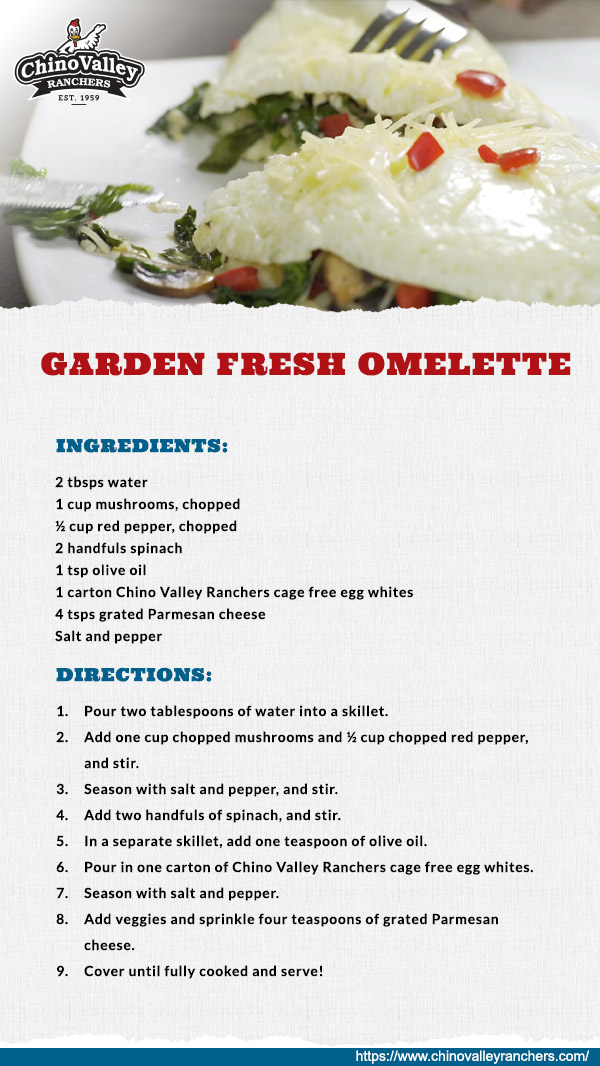 Chino Valley
RANCHERS
EST. 1959
GARDEN FRESH OMELETTE
INGREDIENTS:
2 tbsps water
1 cup mushrooms, chopped
½ cup red pepper, chopped
2 handfuls spinach
1 tsp olive oil
1 carton Chino Valley Ranchers cage free egg whites
4 tsps grated Parmesan cheese
Salt and pepper
DIRECTIONS:
1. Pour two tablespoons of water into a skillet.
2. Add one cup chopped mushrooms and ½ cup chopped red pepper,
and stir.
3. Season with salt and pepper, and stir.
4. Add two handfuls of spinach, and stir.
5. In a separate skillet, add one teaspoon of olive oil.
6. Pour in one carton of Chino Valley Ranchers cage free egg whites.
7. Season with salt and pepper.
8. Add veggies and sprinkle four teaspoons of grated Parmesan
cheese.
9. Cover until fully cooked and serve!
https://www.chinovalleyranchers.com/